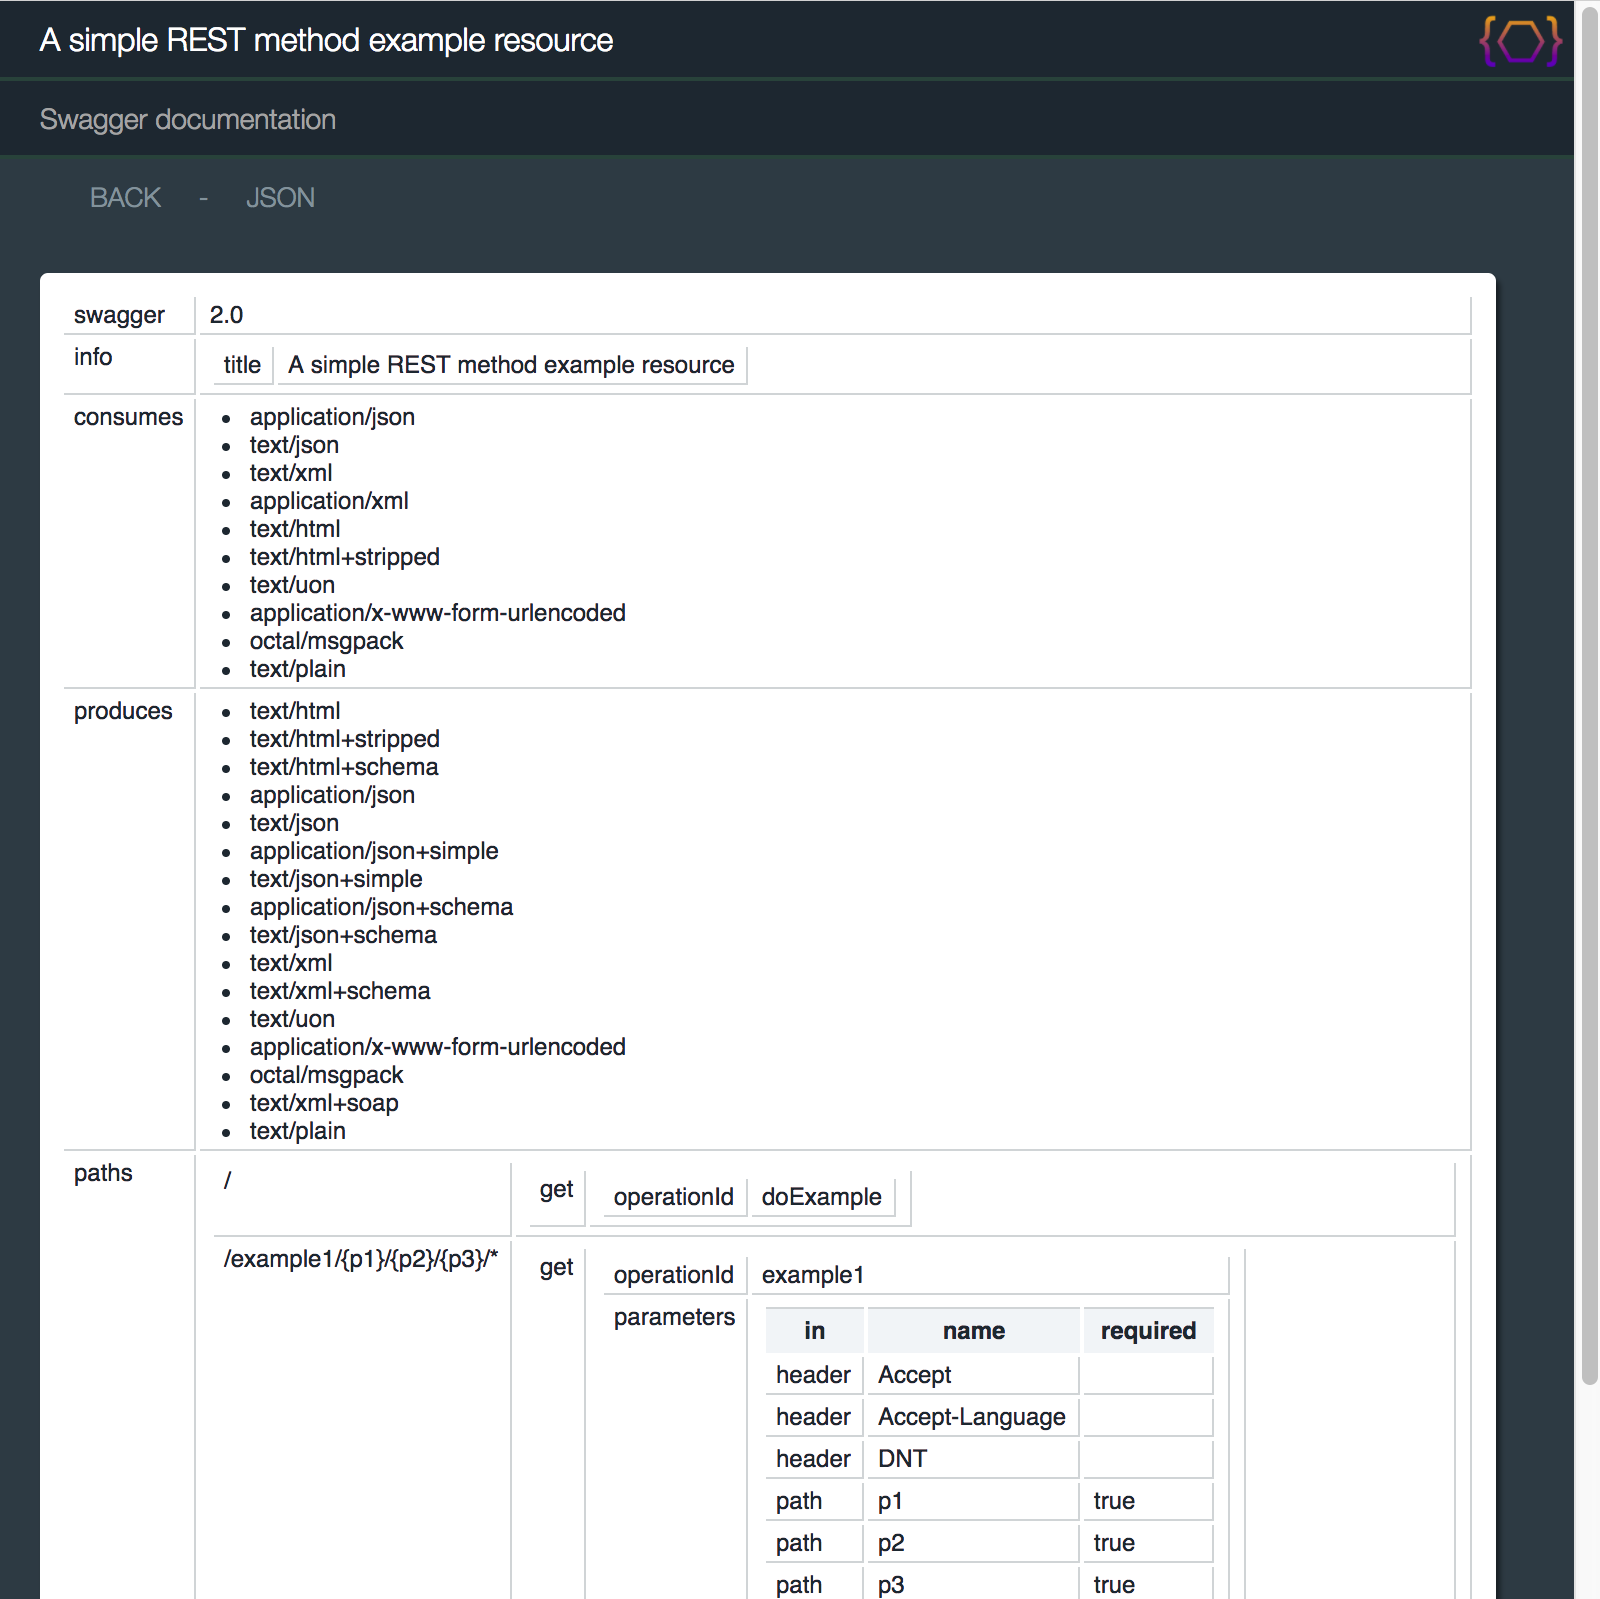 A simple REST method example resource
Swagger documentation
BACK - JSON
swagger 2.0
info title A simple REST method example resource
consumes • application/json
• text/json
• text/xml
• application/xml
• text/html
• text/html+stripped
• text/uon
• application/x-www-form-urlencoded
• octal/msgpack
• text/plain
produces • text/html
• text/html+stripped
• text/html+schema
• application/json
• text/json
• application/json+simple
• text/json+simple
• application/json+schema
• text/json+schema
• text/xml
• text/xml+schema
• text/uon
• application/x-www-form-urlencoded
• octal/msgpack
• text/xml+soap
• text/plain
paths / get operationId doExample
/example1/{p1}/{p2}/{p3}/* get operationId example1
parameters in name required
header Accept
header Accept-Language
header DNT
path p1 true
path p2 true
path p3 true